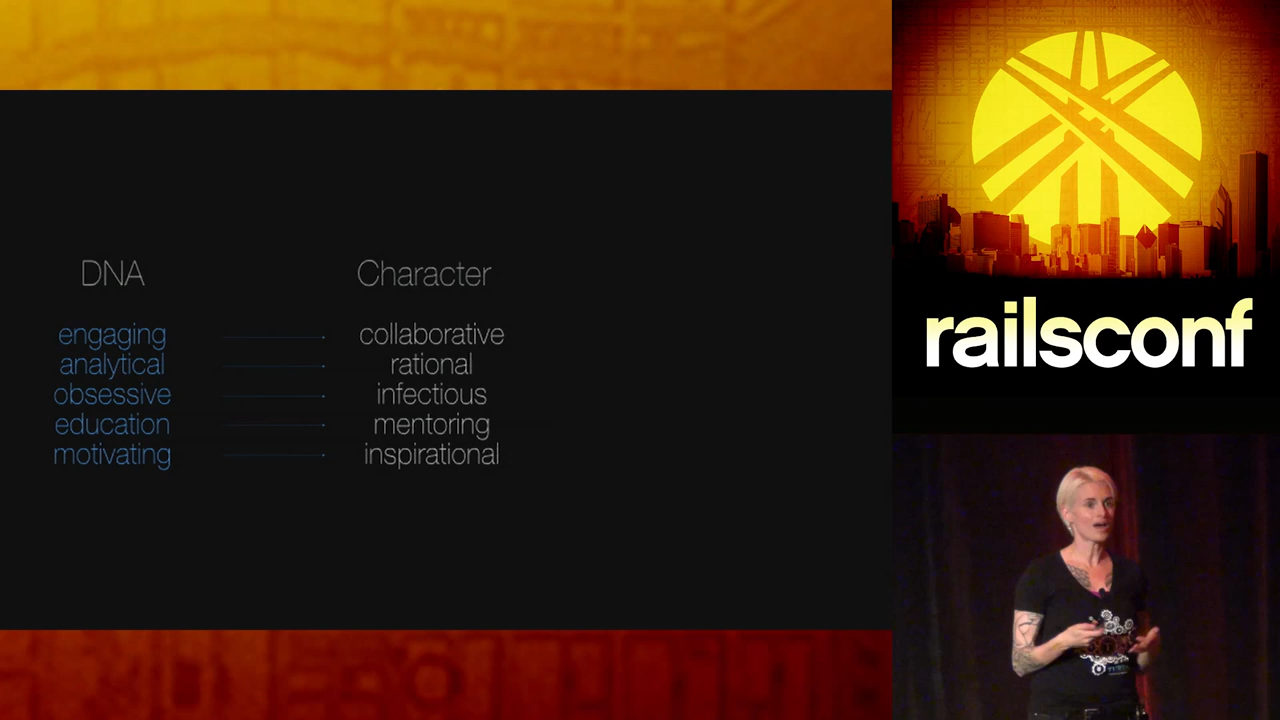 DNA Character
engaging collaborative
analytical rational
obsessive infectious
education mentoring
motivating inspirational
railsconf